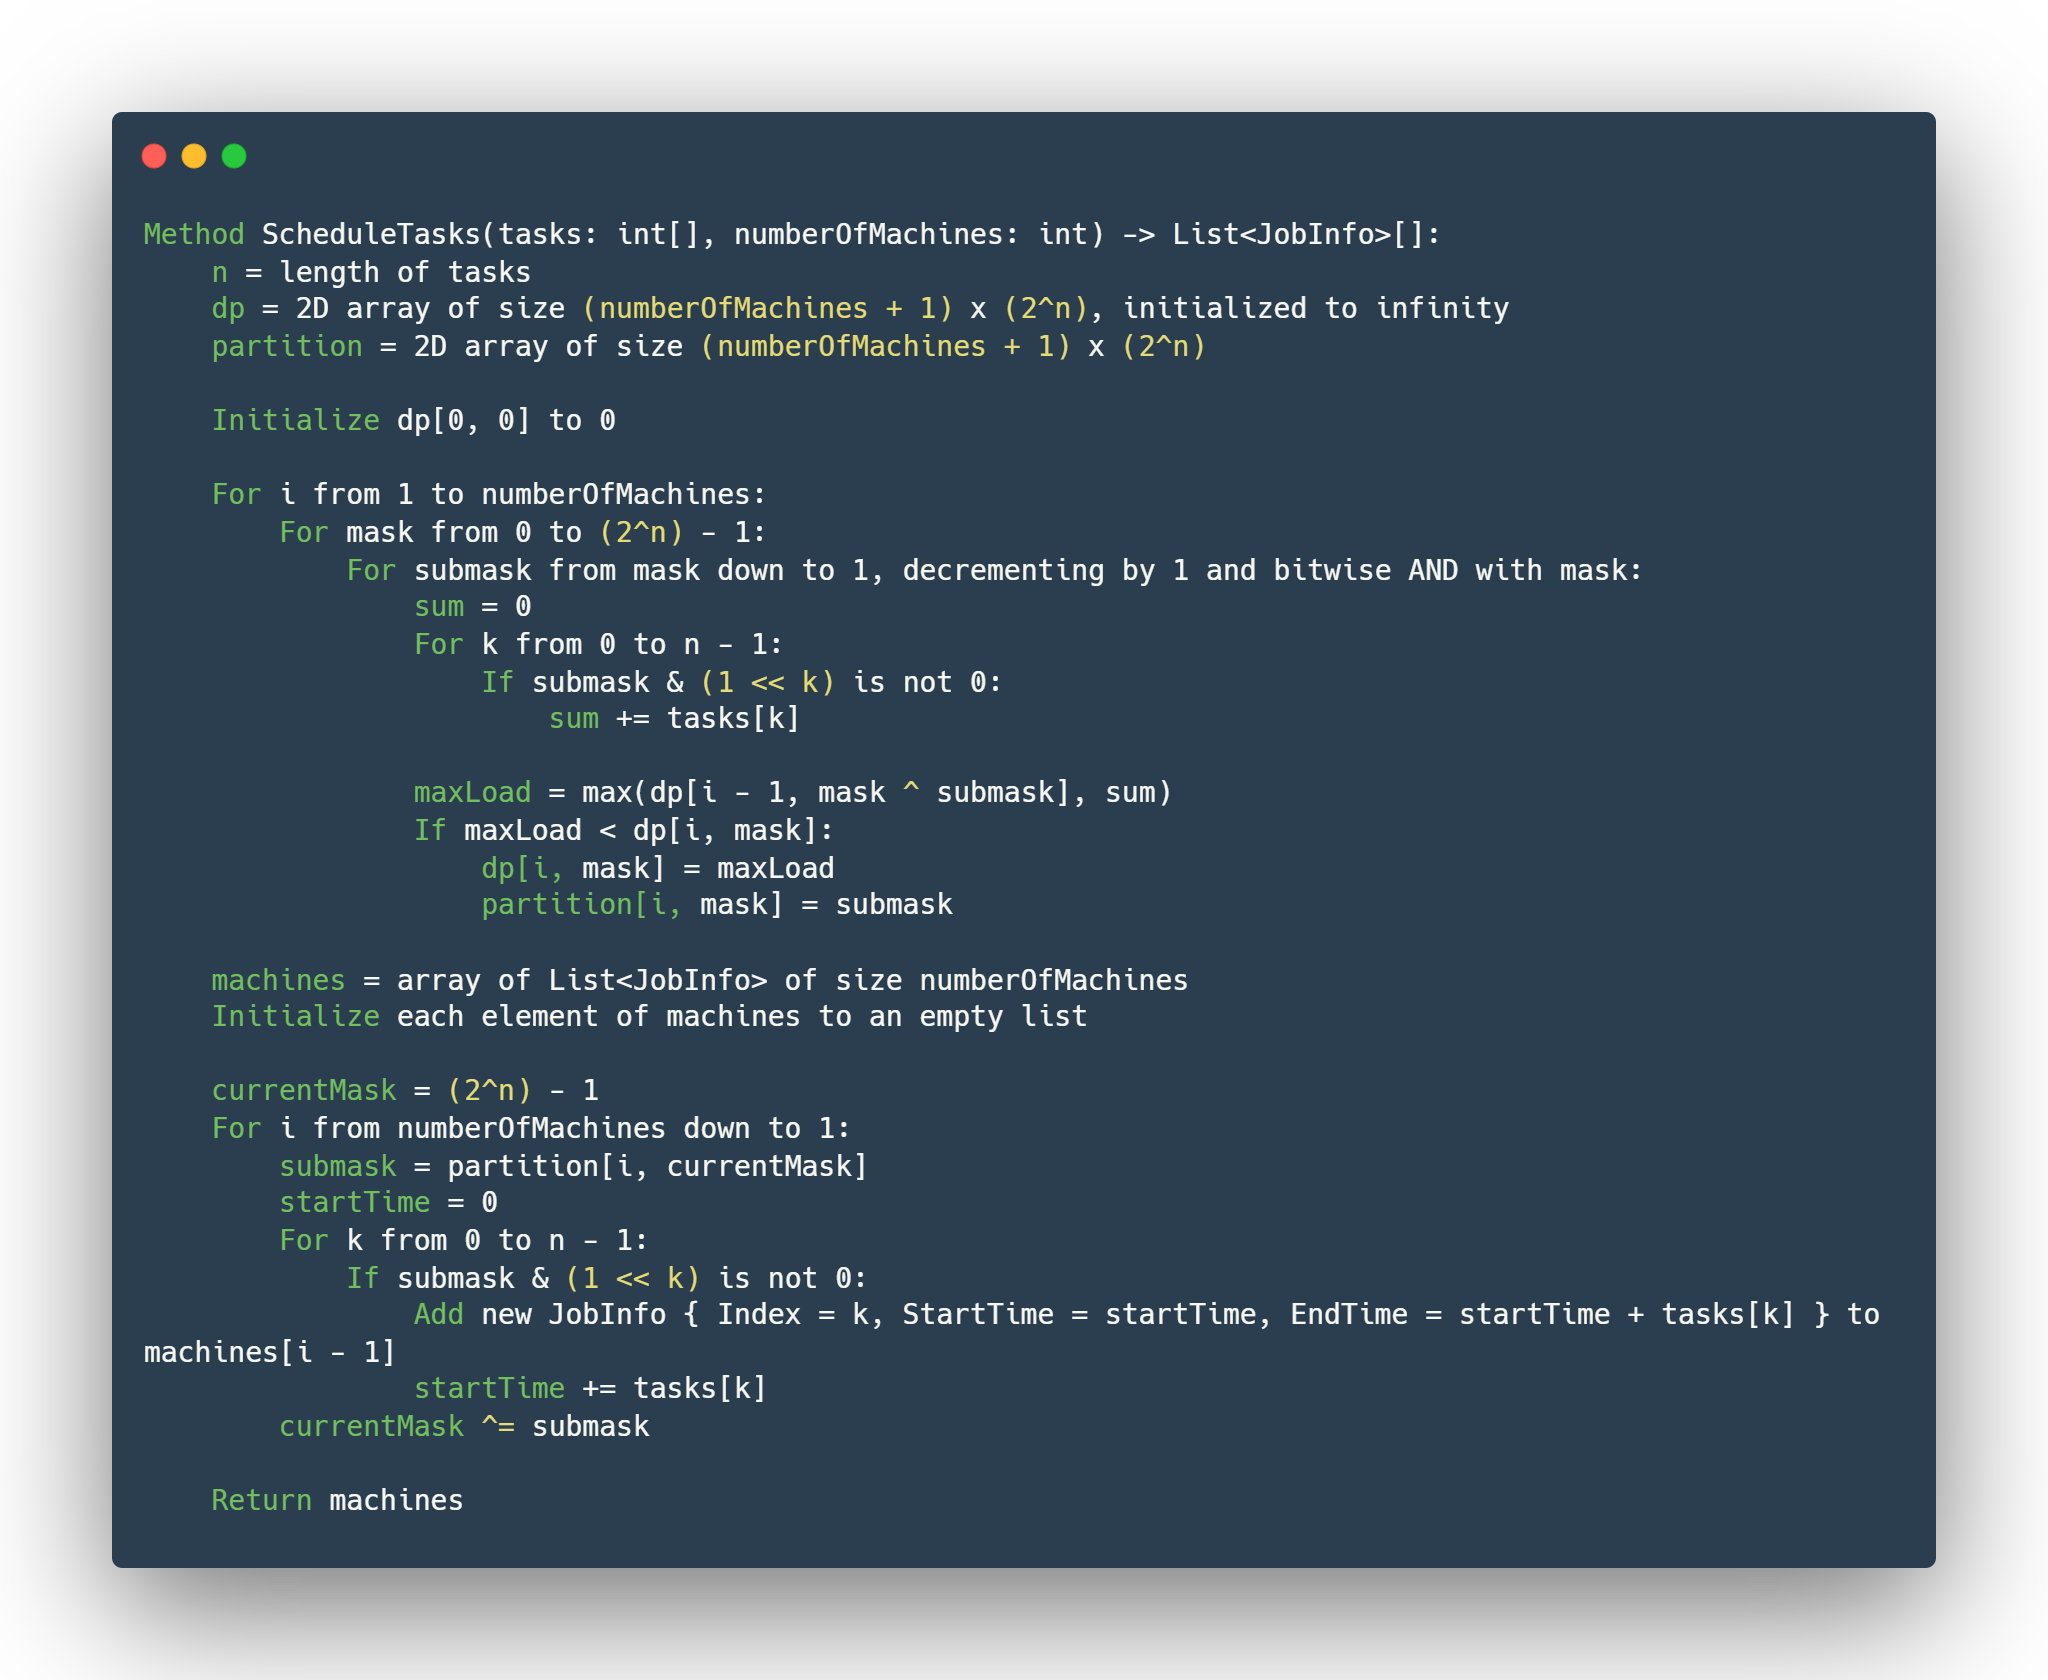 Method ScheduleTasks(tasks: int[], numberOfMachines: int) -> List<JobInfo>[]:
    n = length of tasks
    dp = 2D array of size (numberOfMachines + 1) x (2^n), initialized to infinity
    partition = 2D array of size (numberOfMachines + 1) x (2^n)

    Initialize dp[0, 0] to 0

    For i from 1 to numberOfMachines:
        For mask from 0 to (2^n) - 1:
            For submask from mask down to 1, decrementing by 1 and bitwise AND with mask:
                sum = 0
                For k from 0 to n - 1:
                    If submask & (1 << k) is not 0:
                        sum += tasks[k]

                maxLoad = max(dp[i - 1, mask ^ submask], sum)
                If maxLoad < dp[i, mask]:
                    dp[i, mask] = maxLoad
                    partition[i, mask] = submask

    machines = array of List<JobInfo> of size numberOfMachines
    Initialize each element of machines to an empty list

    currentMask = (2^n) - 1
    For i from numberOfMachines down to 1:
        submask = partition[i, currentMask]
        startTime = 0
        For k from 0 to n - 1:
            If submask & (1 << k) is not 0:
                Add new JobInfo { Index = k, StartTime = startTime, EndTime = startTime + tasks[k] } to
machines[i - 1]
                startTime += tasks[k]
        currentMask ^= submask

    Return machines